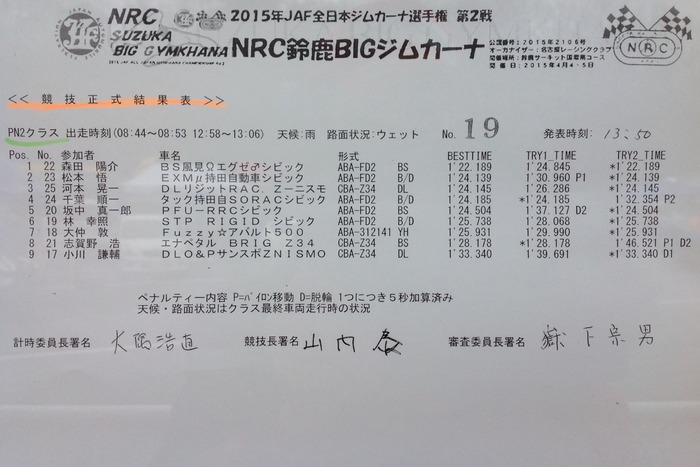 JAF
NRC
SUZUKA
BIG GYMKHANA
2015年JAF全日本ジムカーナ選手権 第2戦
NRC鈴鹿BIGジムカーナ
公認番号:2015年2106号
オーガナイザー:名古屋レーシングクラブ
開催場所:鈴鹿サーキット国際南コース
開催日:2015年4月4-5日
NRC
<< 競技正式結果表 >>
PN2クラス 出走時刻(08:44~08:53 12:58~13:06) 天候:雨 路面状況:ウェット No. 19 発表時刻: 13:50
Pos. No. 参加者 車名 型式 BESTTIME TRY1_TIME TRY2_TIME
1 22 森田 陽介 BS風見Ωエグゼ♂シビック ABA-FD2 BS 1'22.189 1'24.845 *1'22.189
2 23 松本 悟 EXMμ持田自動車シビック ABA-FD2 B/D 1'24.139 1'30.960 P1 *1'24.139
3 25 河本 晃一 DLリジットRAC.Zーニスモ CBA-Z34 DL 1'24.145 1'26.286 *1'24.145
4 24 千葉 順一 タック持田自SORACシビック ABA-FD2 B/D 1'24.185 *1'24.185 1'32.354 P2
5 20 坂中 真一郎 PFU-RRCシビック ABA-FD2 BS 1'24.504 1'37.127 D2 *1'24.504
6 19 林 幸照 STP RIGID シビック ABA-FD2 B/D 1'25.738 1'28.068 *1'25.738
7 18 大仲 敦 Fuzzy☆アバルト500 ABA-312141 YH 1'25.931 1'29.990 *1'25.931
8 21 志賀野 浩 エナペタル BRIG Z34 CBA-Z34 BS 1'28.178 *1'28.178 1'46.521 P1 D2
9 17 小川 謙輔 DLO&PサンスポZNISMO CBA-Z34 DL 1'33.340 1'39.691 *1'33.340 D1
ペナルティー内容 P=パイロン移動 D=脱輪 1つにつき5秒加算済み
天候・路面状況はクラス最終車両走行時の状況
計時委員長署名 大隅浩直 競技長署名 山内 審査委員長署名 嶽下宗男